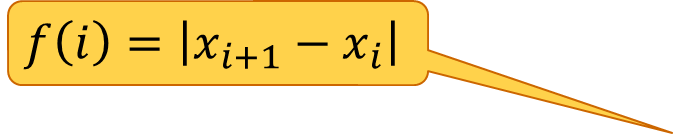 f(i) = |x_{i+1} − x_i|